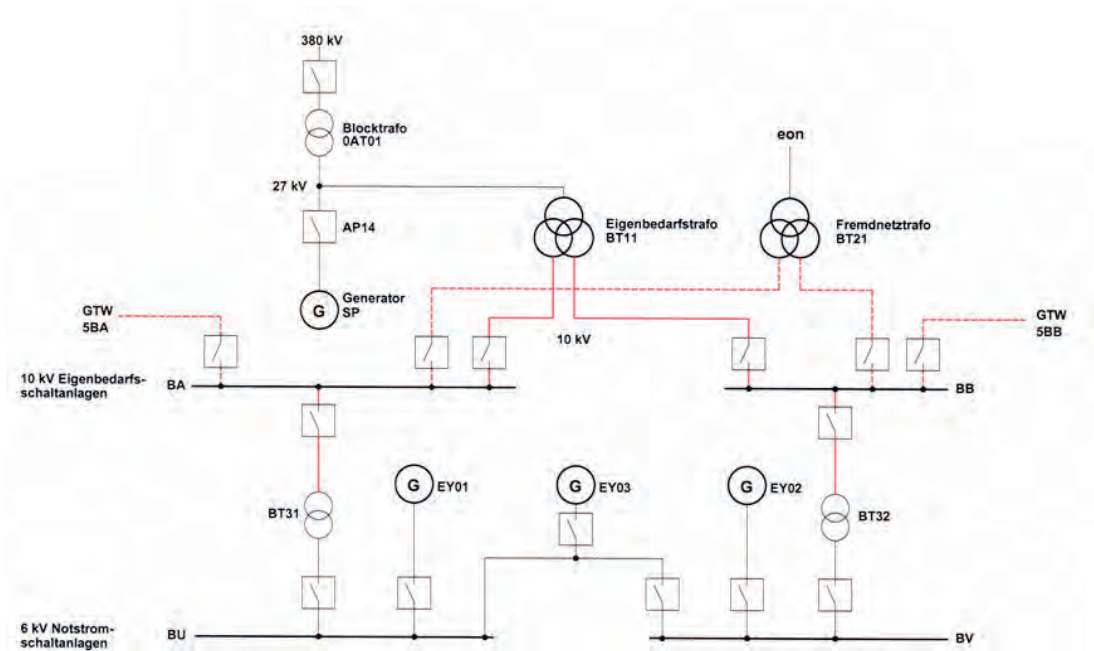 380 kV
Blocktrafo
0AT01
eon
27 kV
AP14
Eigenbedarfstrafo
BT11
Fremdnetztrafo
BT21
G
Generator
SP
GTW
5BA
GTW
5BB
10 kV
10 kV Eigenbedarfs-
schaltanlagen
BA
BB
G
EY01
G
EY03
G
EY02
BT31
BT32
6 kV Notstrom-
schaltanlagen
BU
BV